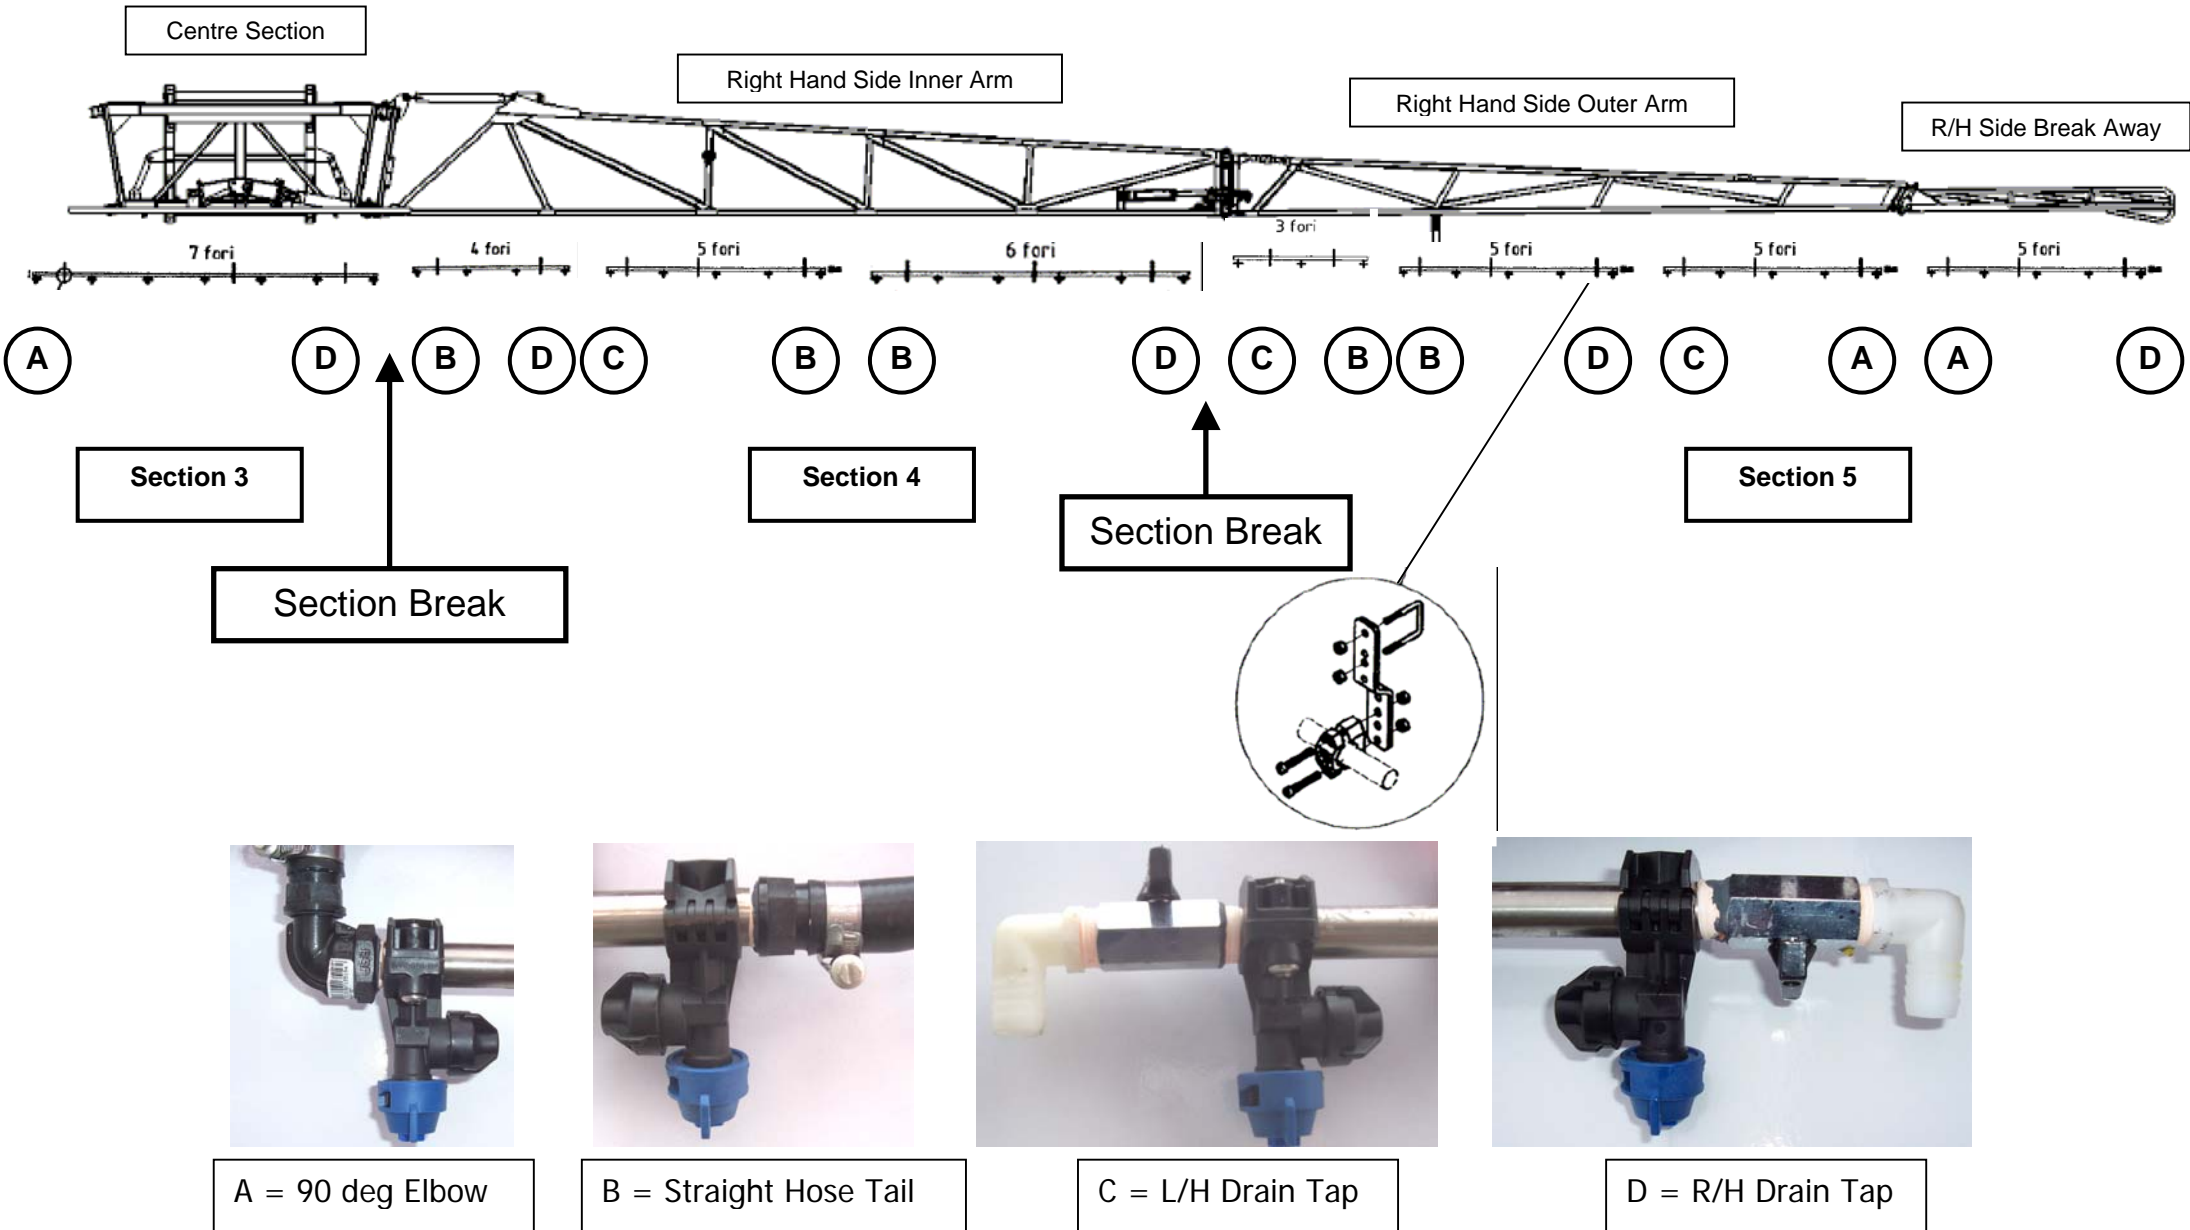 Centre Section
Right Hand Side Inner Arm
Right Hand Side Outer Arm
R/H Side Break Away
7 fori
4 fori
5 fori
6 fori
3 fori
5 fori
5 fori
5 fori
A
D
B
D
C
B
B
D
C
B
B
D
C
A
A
D
Section 3
Section 4
Section 5
Section Break
Section Break
A = 90 deg Elbow
B = Straight Hose Tail
C = L/H Drain Tap
D = R/H Drain Tap